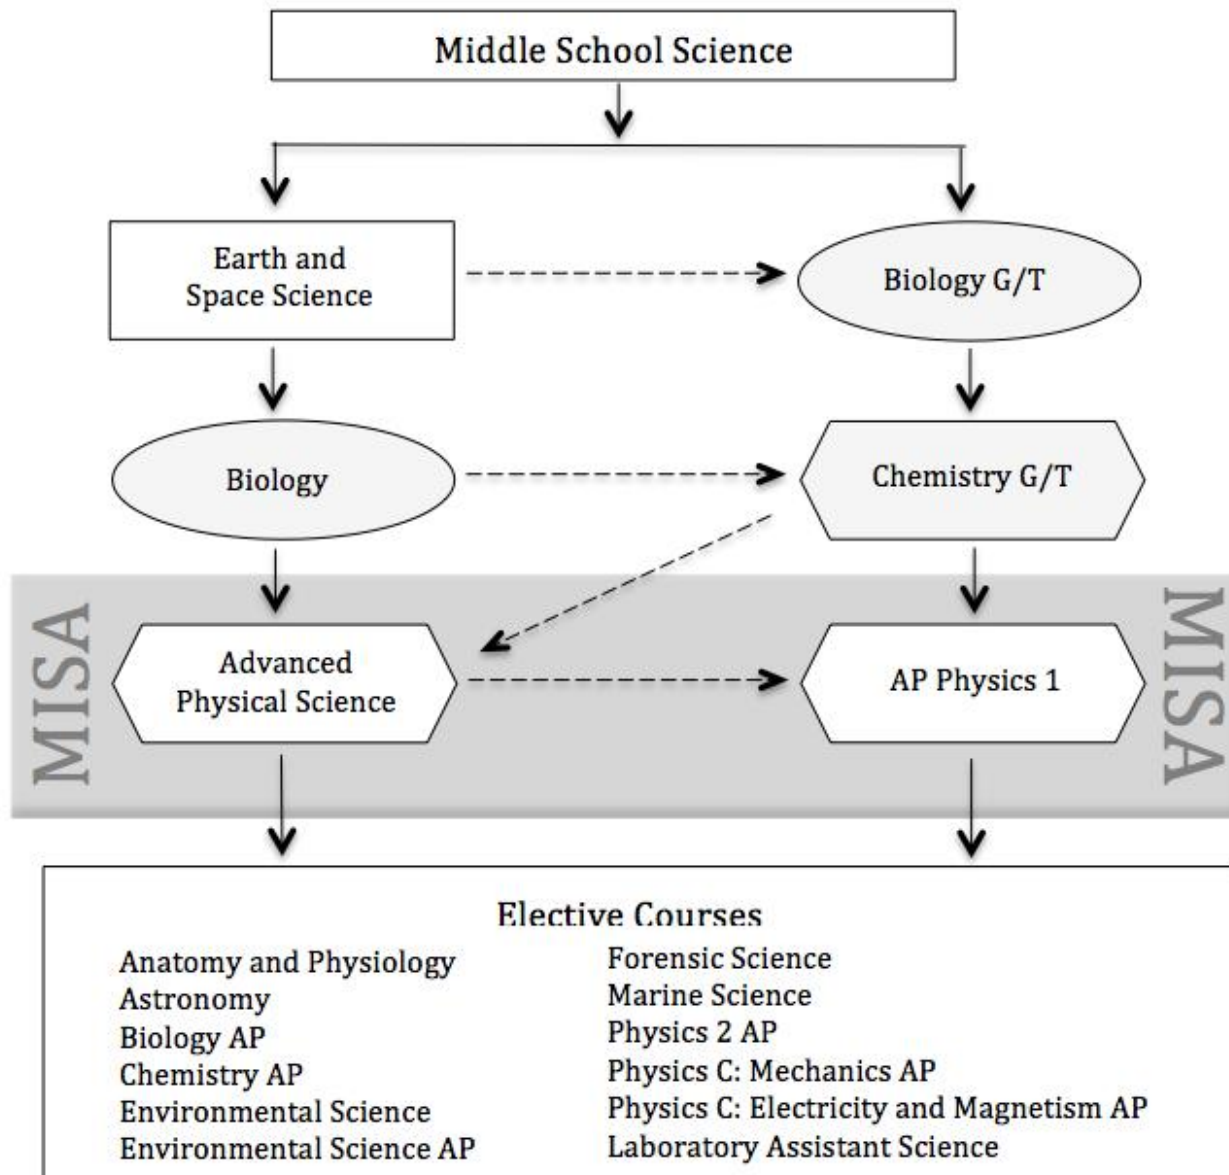 Middle School Science
Earth and
Space Science
Biology G/T
Biology
Chemistry G/T
MISA
Advanced
Physical Science
AP Physics 1
MISA
Elective Courses
Anatomy and Physiology
Astronomy
Biology AP
Chemistry AP
Environmental Science
Environmental Science AP
Forensic Science
Marine Science
Physics 2 AP
Physics C: Mechanics AP
Physics C: Electricity and Magnetism AP
Laboratory Assistant Science